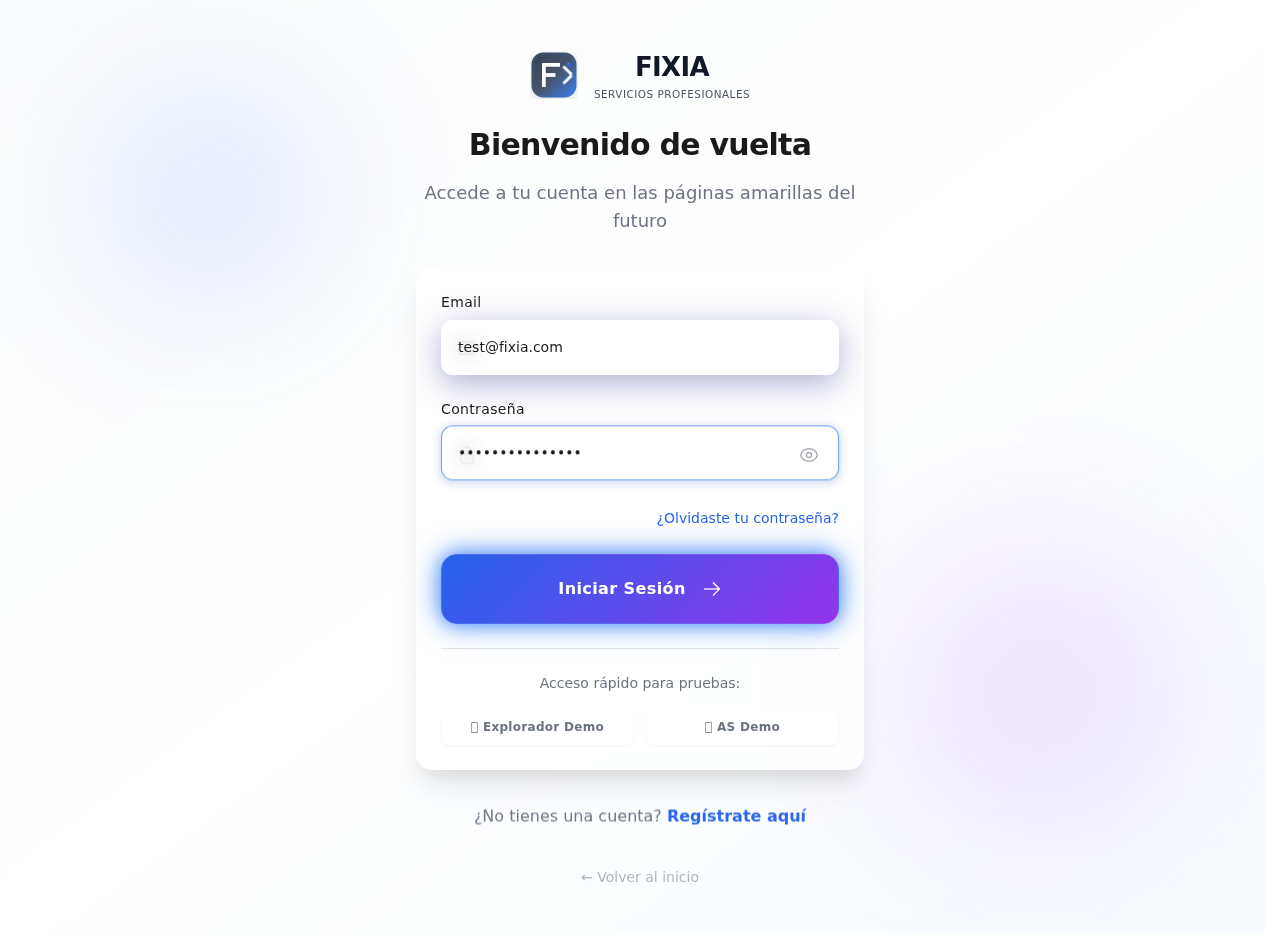 FIXIA
SERVICIOS PROFESIONALES
Bienvenido de vuelta
Accede a tu cuenta en las páginas amarillas del
futuro
Email
test@fixia.com
Contraseña
•••••••••••••••
¿Olvidaste tu contraseña?
Iniciar Sesión →
Acceso rápido para pruebas:
Explorador Demo
AS Demo
¿No tienes una cuenta? Regístrate aquí
← Volver al inicio